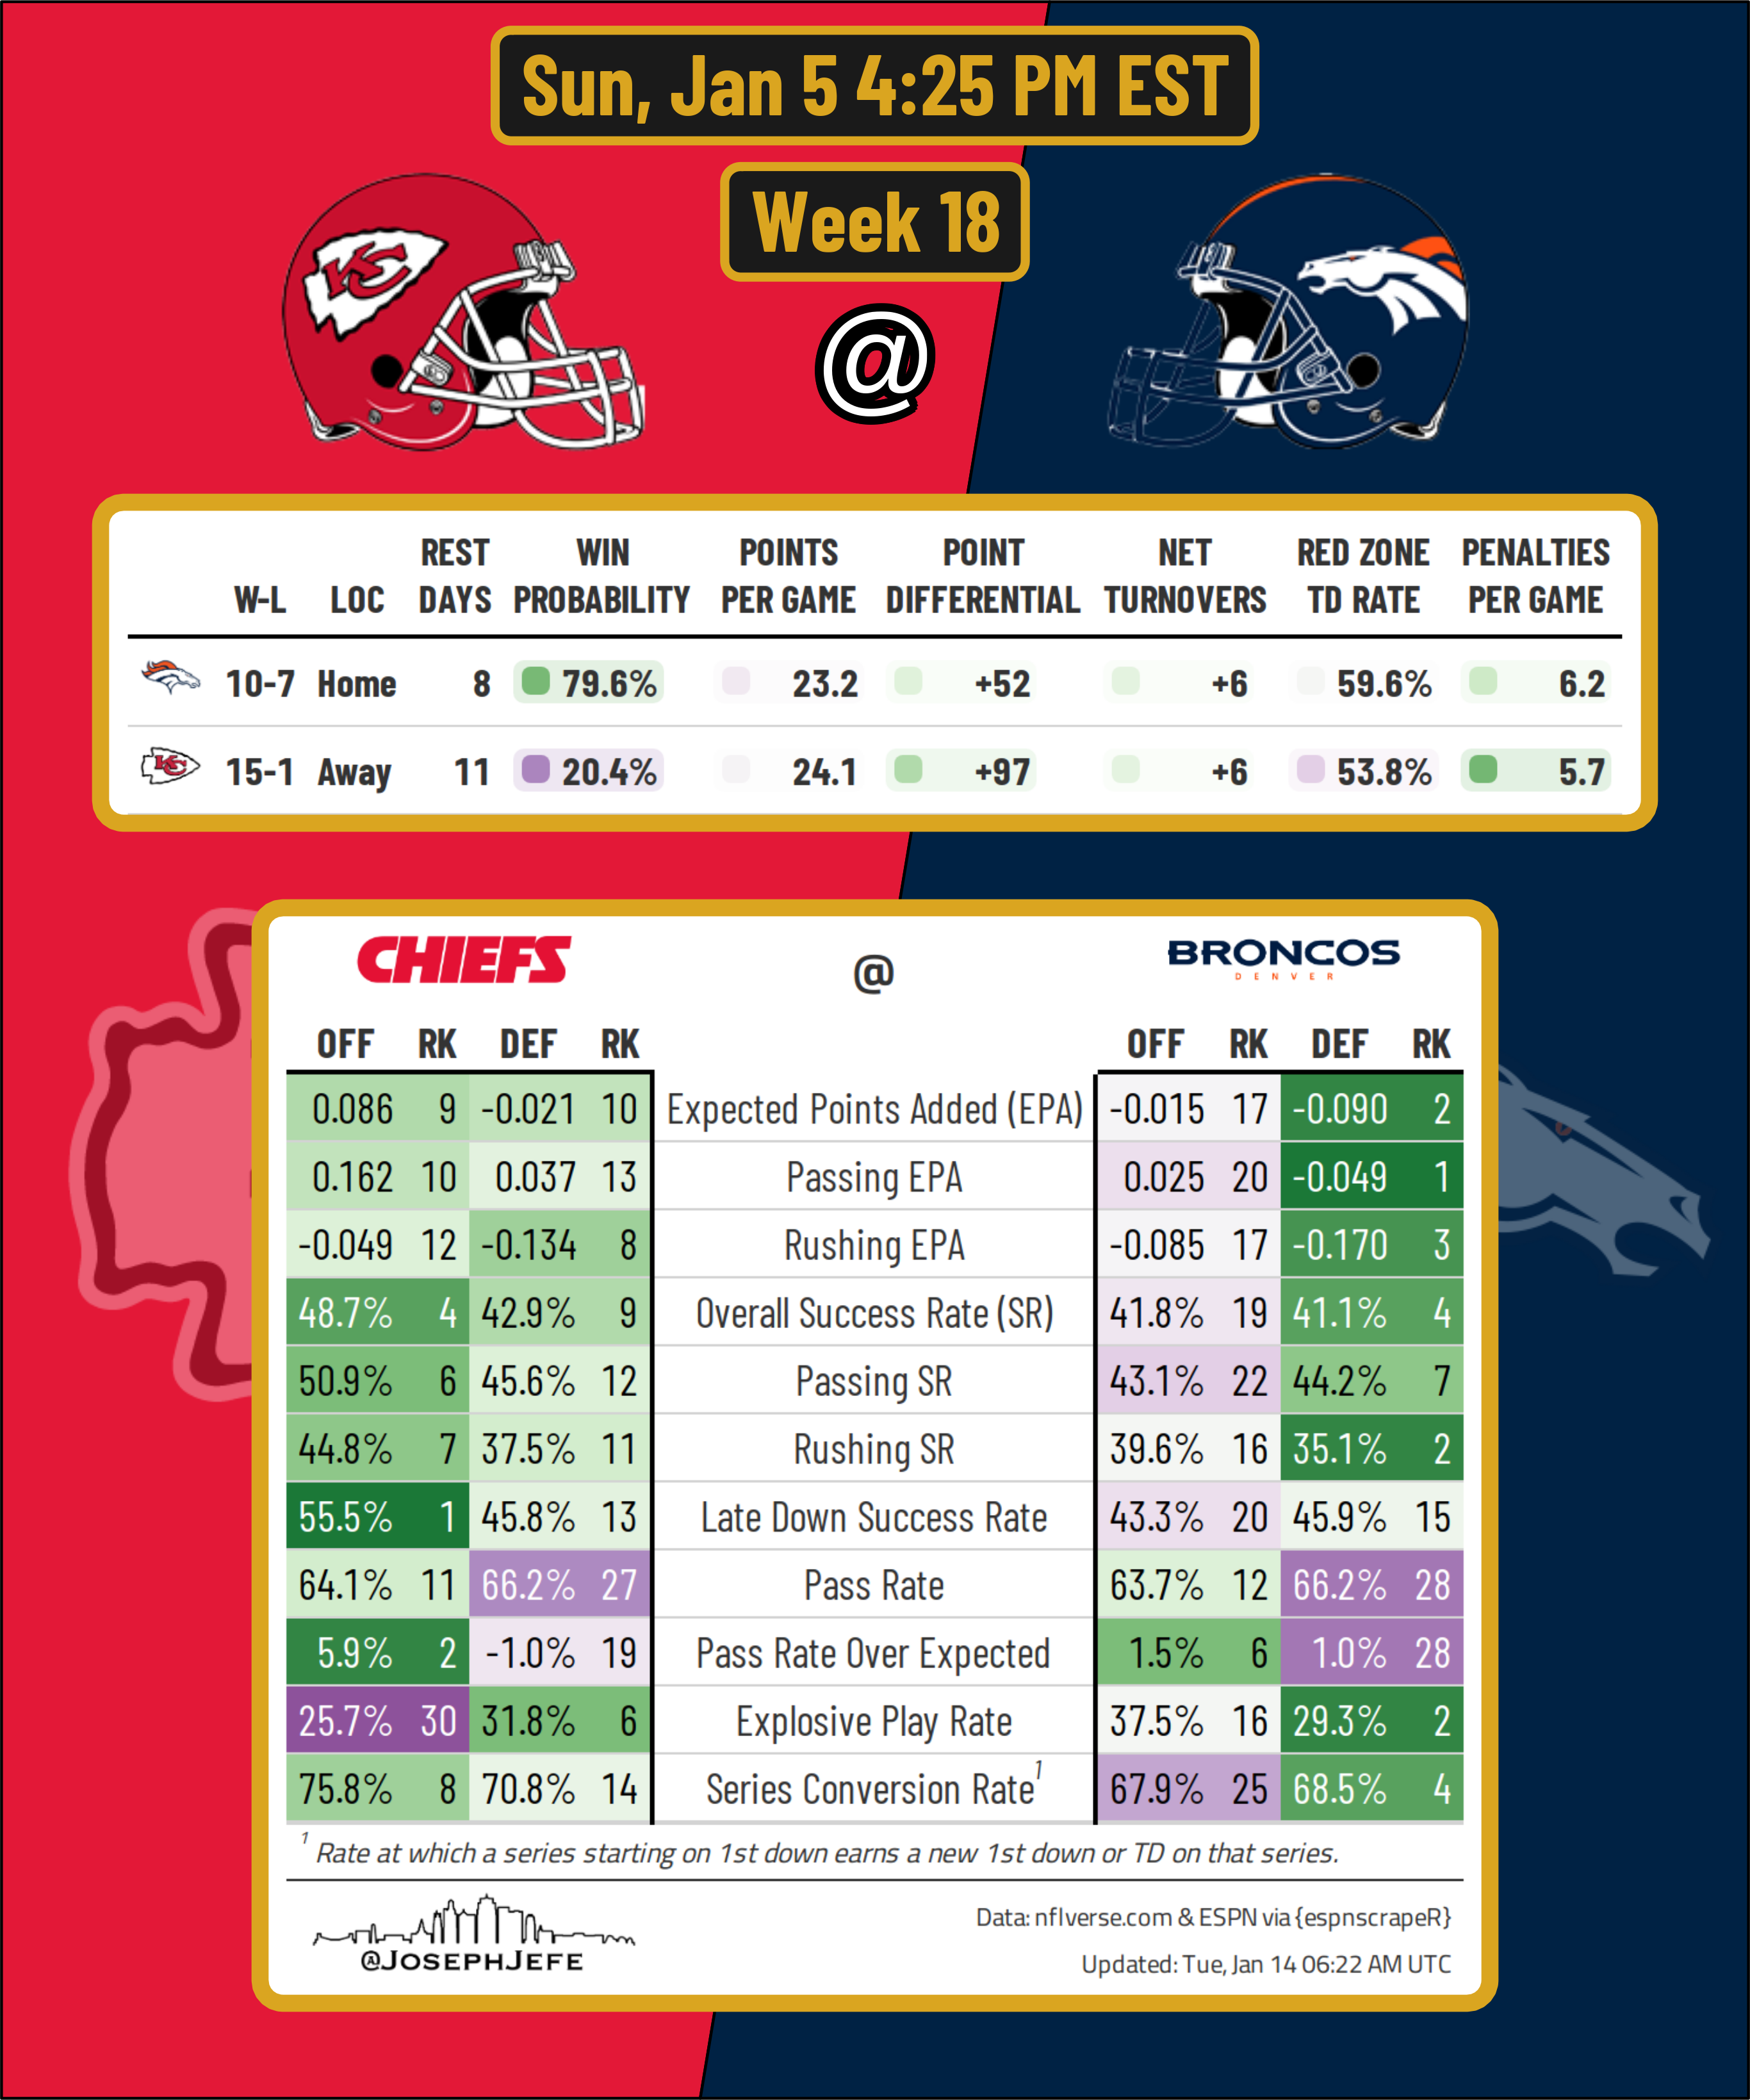 Sun, Jan 5 4:25 PM EST
Week 18
KC
@
W-L LOC REST DAYS WIN PROBABILITY POINTS PER GAME POINT DIFFERENTIAL NET TURNOVERS RED ZONE TD RATE PENALTIES PER GAME
10-7 Home 8 79.6% 23.2 +52 +6 59.6% 6.2
KC 15-1 Away 11 20.4% 24.1 +97 +6 53.8% 5.7
CHIEFS @ BRONCOS
DENVER
OFF RK DEF RK OFF RK DEF RK
0.086 9 -0.021 10 Expected Points Added (EPA) -0.015 17 -0.090 2
0.162 10 0.037 13 Passing EPA 0.025 20 -0.049 1
-0.049 12 -0.134 8 Rushing EPA -0.085 17 -0.170 3
48.7% 4 42.9% 9 Overall Success Rate (SR) 41.8% 19 41.1% 4
50.9% 6 45.6% 12 Passing SR 43.1% 22 44.2% 7
44.8% 7 37.5% 11 Rushing SR 39.6% 16 35.1% 2
55.5% 1 45.8% 13 Late Down Success Rate 43.3% 20 45.9% 15
64.1% 11 66.2% 27 Pass Rate 63.7% 12 66.2% 28
5.9% 2 -1.0% 19 Pass Rate Over Expected 1.5% 6 1.0% 28
25.7% 30 31.8% 6 Explosive Play Rate 37.5% 16 29.3% 2
75.8% 8 70.8% 14 Series Conversion Rate¹ 67.9% 25 68.5% 4
¹ Rate at which a series starting on 1st down earns a new 1st down or TD on that series.
@JOSEPHJEFE
Data: nflverse.com & ESPN via {espnscrapeR}
Updated: Tue, Jan 14 06:22 AM UTC